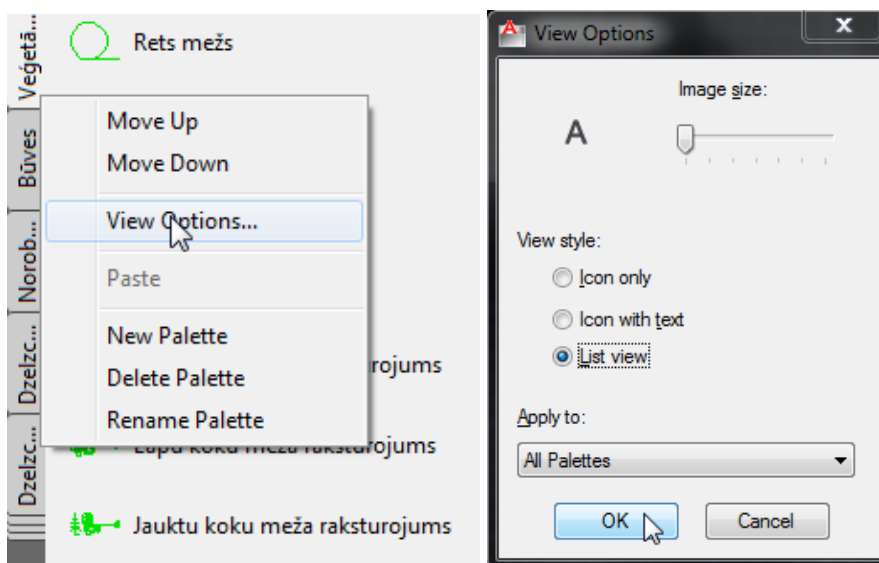 Veģetā...
Būves
Norob...
Dzelzc...
Dzelzc...
Rets mežs
Move Up
Move Down
View Options...
Paste
New Palette
Delete Palette
Rename Palette
rojums
Lapu koku meža raksturojums
Jauktu koku meža raksturojums
View Options
Image size:
A
View style:
Icon only
Icon with text
List view
Apply to:
All Palettes
OK
Cancel